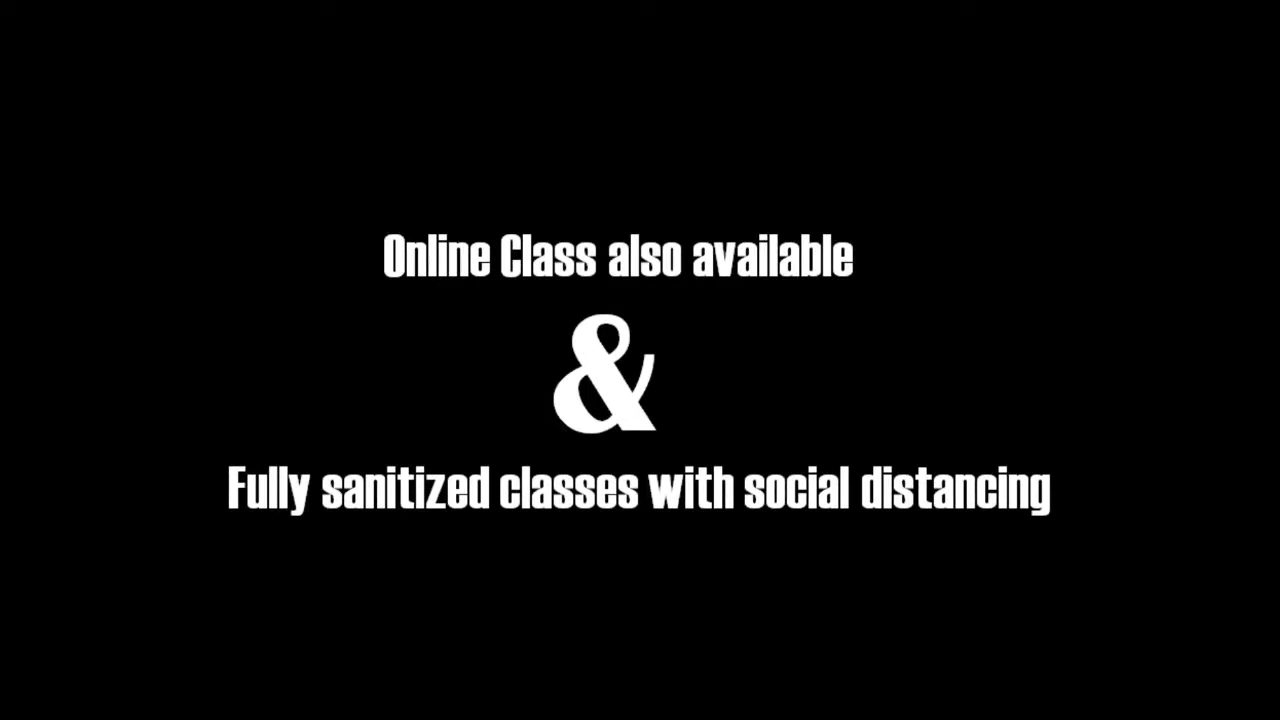 Online Class also available
&
Fully sanitized classes with social distancing